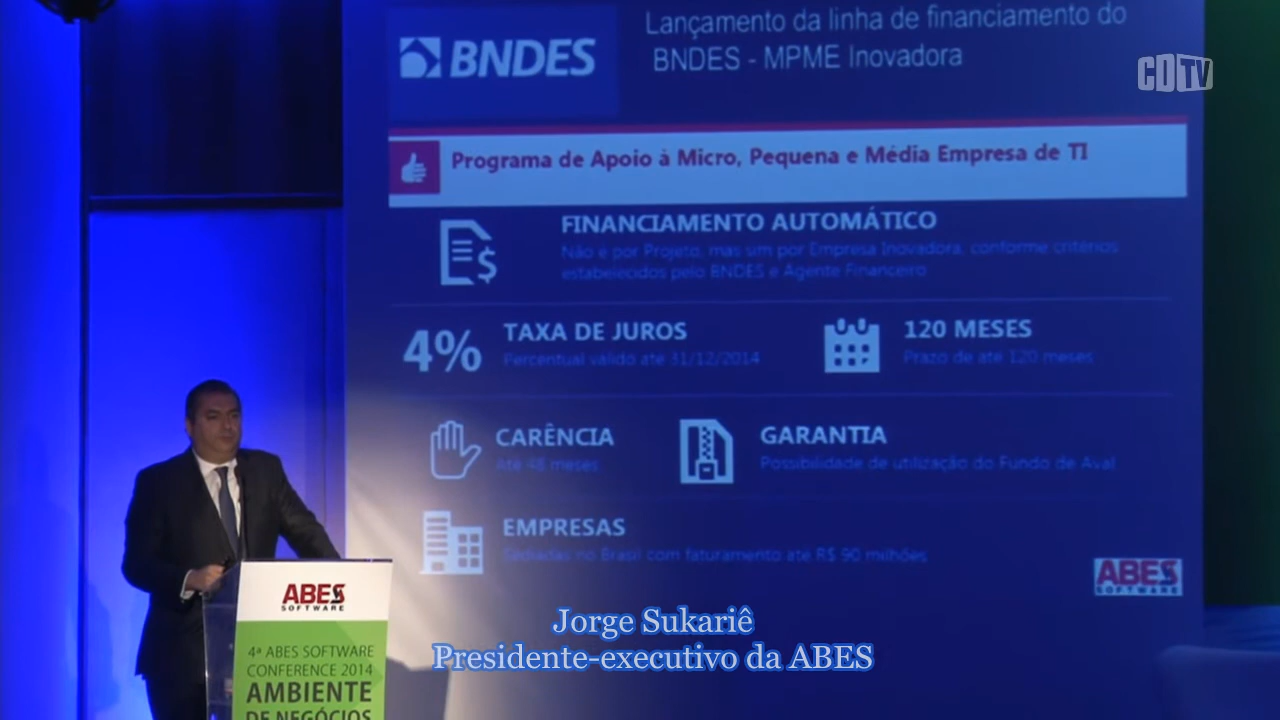 BNDES
Lançamento da linha de financiamento do
BNDES - MPME Inovadora
CDTV
Programa de Apoio à Micro, Pequena e Média Empresa de TI
FINANCIAMENTO AUTOMÁTICO
Não é por Projeto, mas sim por Empresa Inovadora, conforme critérios
estabelecidos pelo BNDES e Agente Financeiro
4%
TAXA DE JUROS
Percentual válido até 31/12/2014
120 MESES
Prazo de até 120 meses
CARÊNCIA
Até 48 meses
GARANTIA
Possibilidade de utilização do Fundo de Aval
EMPRESAS
Sediadas no Brasil com faturamento até R$ 90 milhões
ABES
SOFTWARE
ABES
SOFTWARE
4ª ABES SOFTWARE
CONFERENCE 2014
AMBIENTE
DE NEGÓCIOS
Jorge Sukariê
Presidente-executivo da ABES